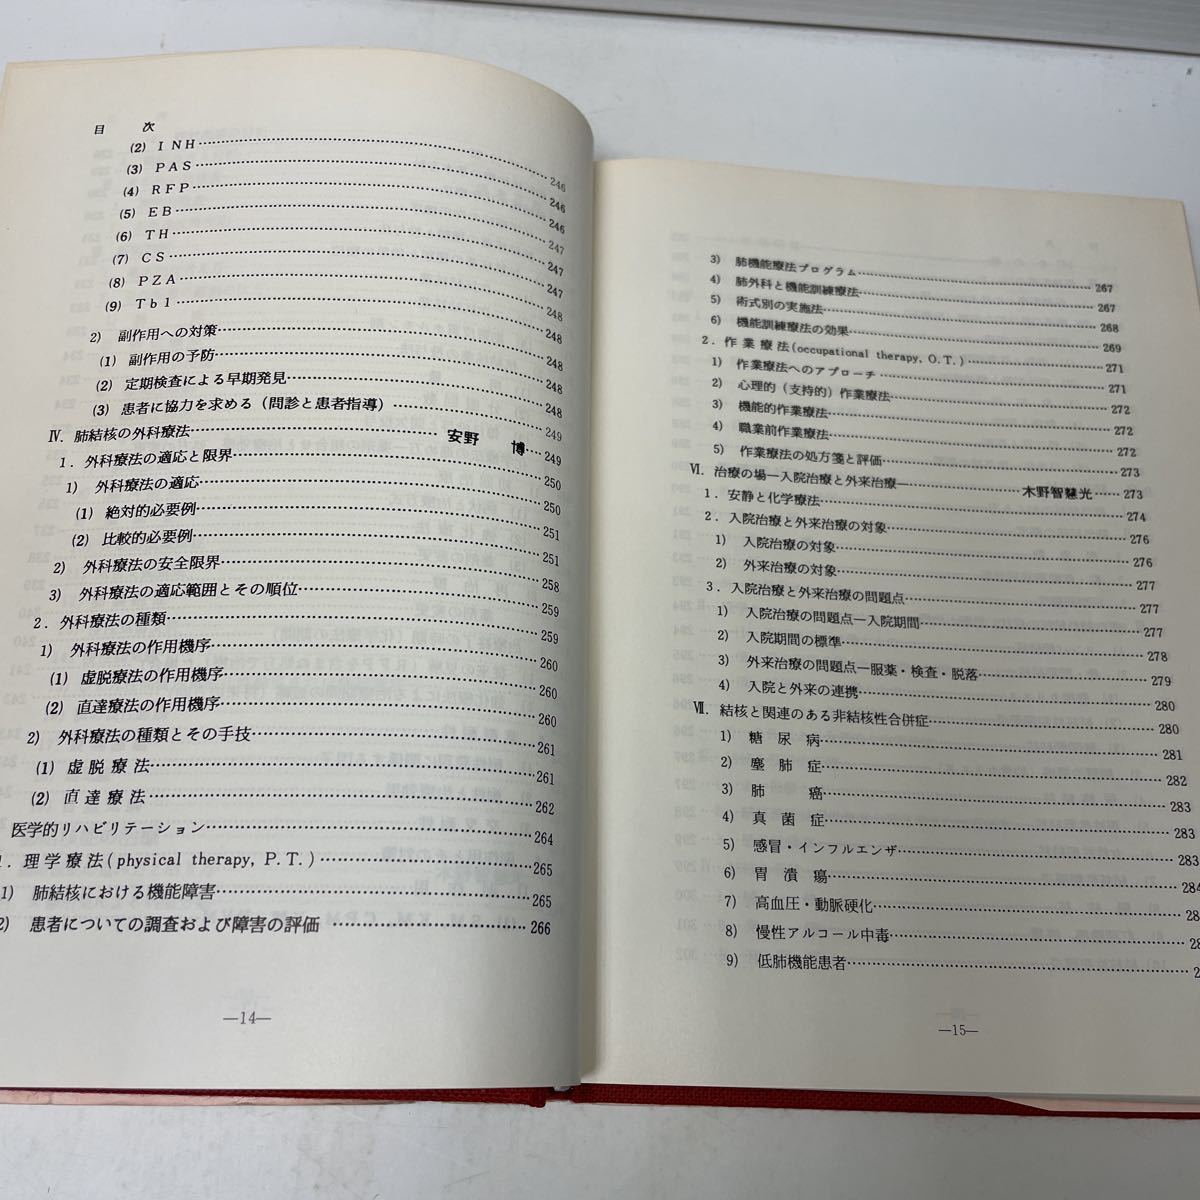 目　次
(2) INH……246
(3) PAS……246
(4) RFP……246
(5) EB……247
(6) TH……247
(7) CS……247
(8) PZA……248
(9) Tb1……248
2) 副作用への対策……248
(1) 副作用の予防……248
(2) 定期検査による早期発見……248
(3) 患者に協力を求める（問診と患者指導）……249
Ⅳ. 肺結核の外科療法……安野　博…249
1. 外科療法の適応と限界……250
1) 外科療法の適応……250
(1) 絶対的必要例……251
(2) 比較的必要例……251
2) 外科療法の安全限界……258
3) 外科療法の適応範囲とその順位……259
2. 外科療法の種類……259
1) 外科療法の作用機序……260
(1) 虚脱療法の作用機序……260
(2) 直達療法の作用機序……260
2) 外科療法の種類とその手技……261
(1) 虚脱療法……261
(2) 直達療法……262
医学的リハビリテーション……264
1. 理学療法(physical therapy, P.T.)……265
1) 肺結核における機能障害……265
2) 患者についての調査および障害の評価……266
—14—
3) 肺機能療法プログラム……267
4) 肺外科と機能訓練療法……267
5) 術式別の実施法……268
6) 機能訓練療法の効果……269
2. 作業療法(occupational therapy, O.T.)……271
1) 作業療法へのアプローチ……271
2) 心理的（支持的）作業療法……272
3) 機能的作業療法……272
4) 職業前作業療法……272
5) 作業療法の処方箋と評価……273
Ⅵ. 治療の場—入院治療と外来治療—……木野智慧光……273
1. 安静と化学療法……274
2. 入院治療と外来治療の対象……276
1) 入院治療の対象……276
2) 外来治療の対象……277
3. 入院治療と外来治療の問題点……277
1) 入院治療の問題点—入院期間……277
2) 入院期間の標準……278
3) 外来治療の問題点—服薬・検査・脱落……279
4) 入院と外来の連携……280
Ⅶ. 結核と関連のある非結核性合併症……280
1) 糖尿病……281
2) 塵肺症……282
3) 肺　癌……283
4) 真菌症……283
5) 感冒・インフルエンザ……283
6) 胃潰瘍……284
7) 高血圧・動脈硬化……28
8) 慢性アルコール中毒……28
9) 低肺機能患者……2
—15—